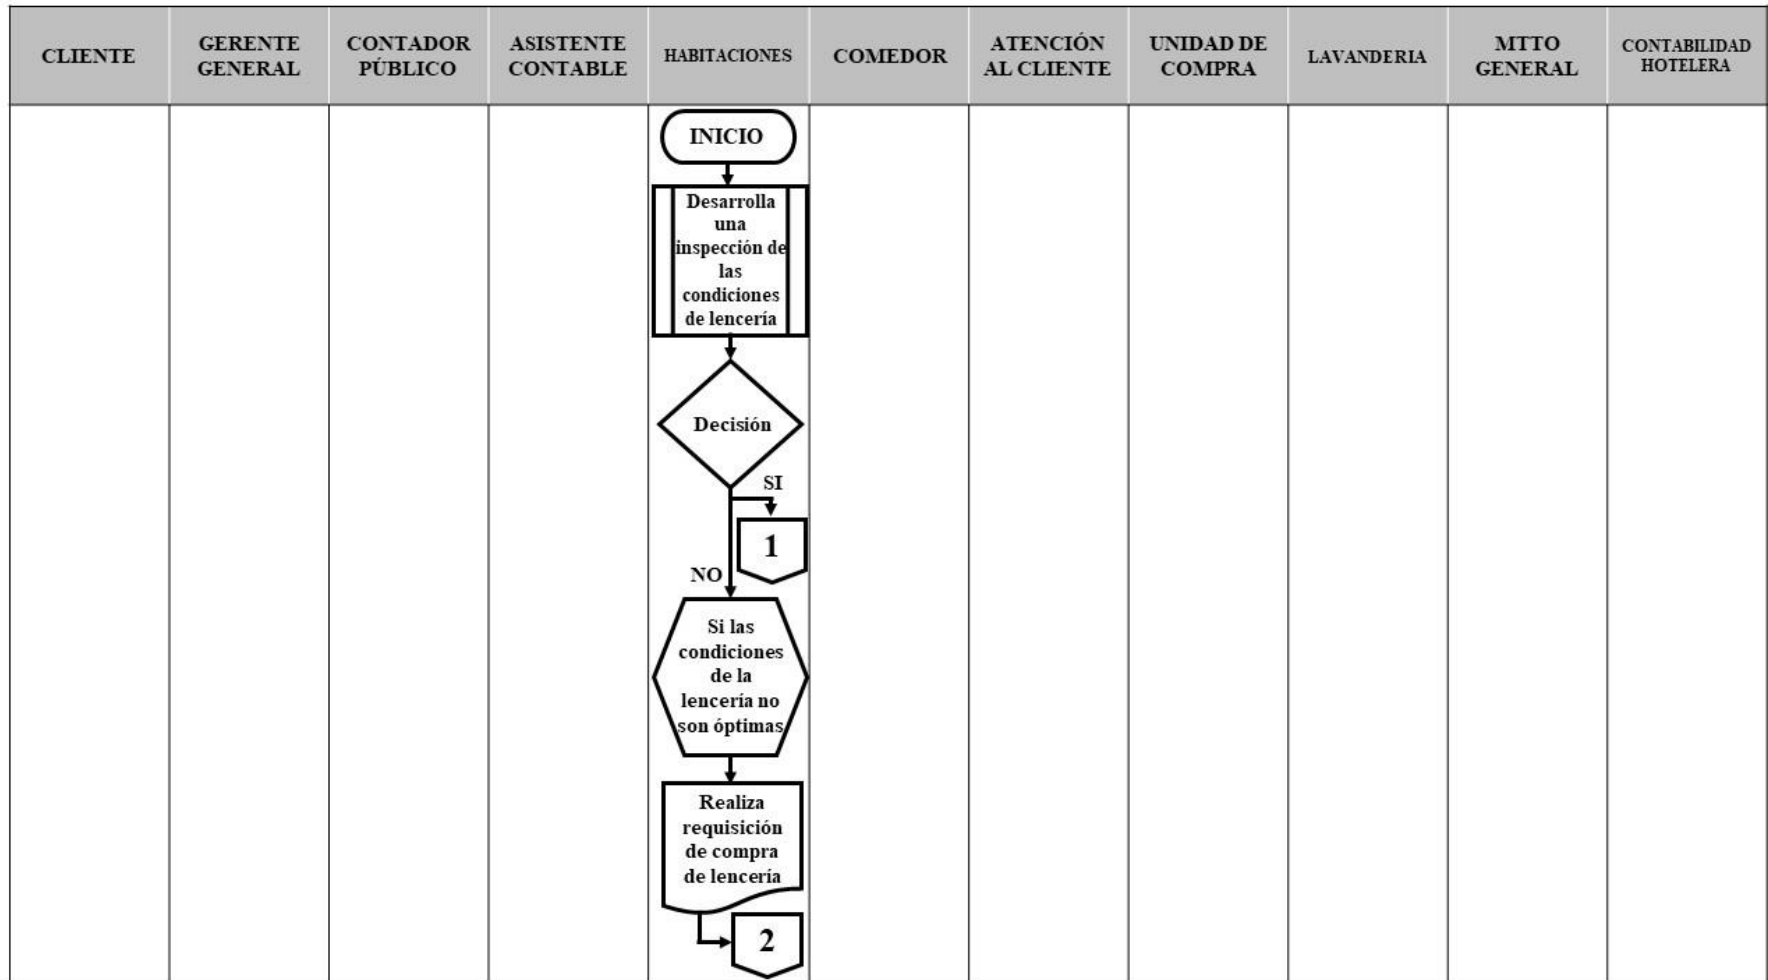 CLIENTE
GERENTE
GENERAL
CONTADOR
PÚBLICO
ASISTENTE
CONTABLE
HABITACIONES
COMEDOR
ATENCIÓN
AL CLIENTE
UNIDAD DE
COMPRA
LAVANDERIA
MTTO
GENERAL
CONTABILIDAD
HOTELERA
INICIO
Desarrolla
una
inspección de
las
condiciones
de lencería
Decisión
SI
1
NO
Si las
condiciones
de la
lencería no
son óptimas
Realiza
requisición
de compra
de lencería
2